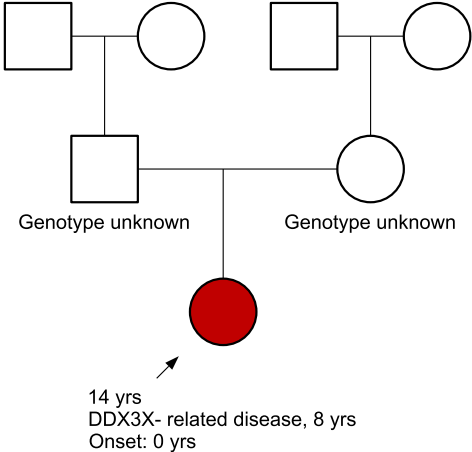 Genotype unknown
Genotype unknown
14 yrs
DDX3X- related disease, 8 yrs
Onset: 0 yrs